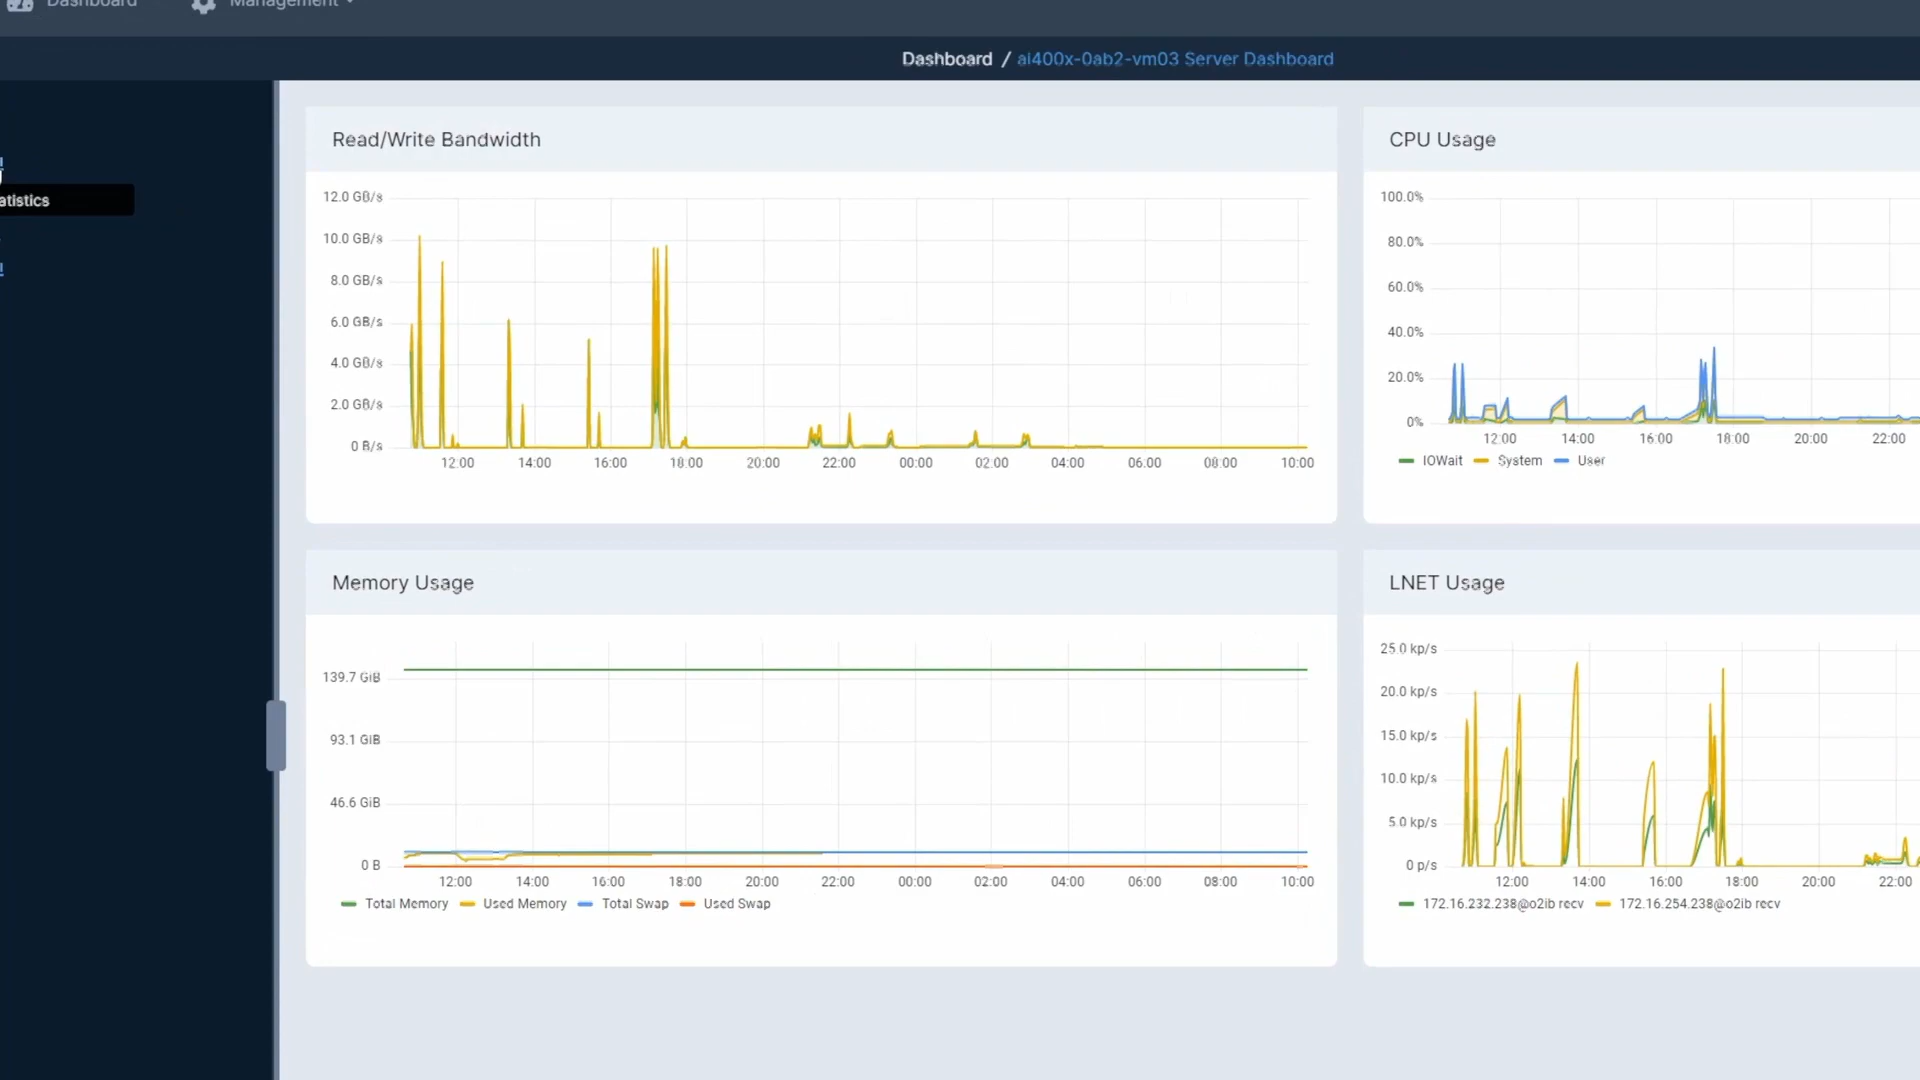 Dashboard Management
Dashboard / ai400x-0ab2-vm03 Server Dashboard
atistics
Read/Write Bandwidth
12.0 GB/s
10.0 GB/s
8.0 GB/s
6.0 GB/s
4.0 GB/s
2.0 GB/s
0 B/s
12:00 14:00 16:00 18:00 20:00 22:00 00:00 02:00 04:00 06:00 08:00 10:00
CPU Usage
100.0%
80.0%
60.0%
40.0%
20.0%
0%
12:00 14:00 16:00 18:00 20:00 22:00
IOWait System User
Memory Usage
139.7 GiB
93.1 GiB
46.6 GiB
0 B
12:00 14:00 16:00 18:00 20:00 22:00 00:00 02:00 04:00 06:00 08:00 10:00
Total Memory Used Memory Total Swap Used Swap
LNET Usage
25.0 kp/s
20.0 kp/s
15.0 kp/s
10.0 kp/s
5.0 kp/s
0 p/s
12:00 14:00 16:00 18:00 20:00 22:00
172.16.232.238@o2ib recv 172.16.254.238@o2ib recv